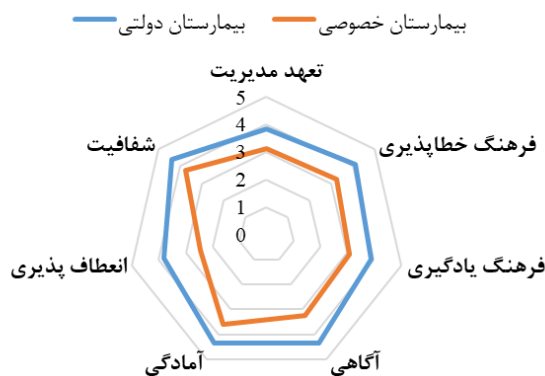 بیمارستان خصوصی بیمارستان دولتی
تعهد مدیریت
5
4
3
2
1
0
فرهنگ خطاپذیری
فرهنگ یادگیری
آگاهی
آمادگی
انعطاف پذیری
شفافیت